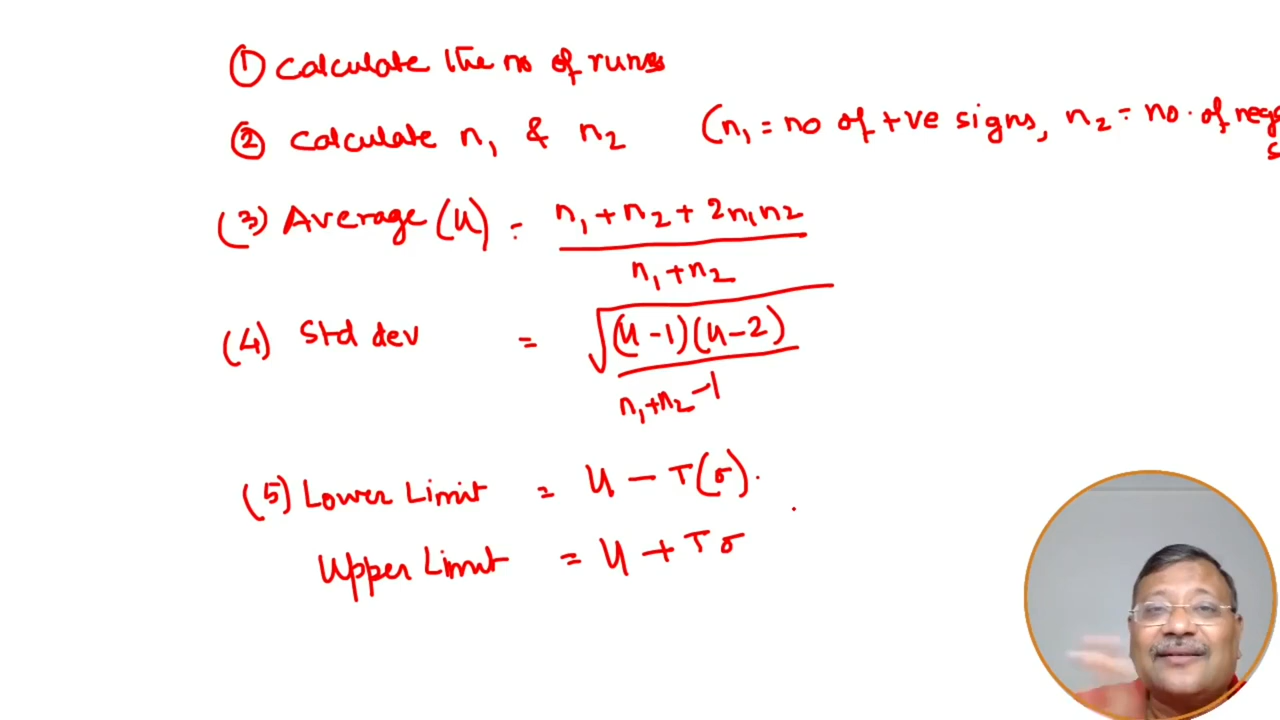 ① Calculate the no of runs
② Calculate n₁ & n₂ (n₁ = no of +ve signs, n₂ = no. of
(3) Average (u) = n₁ + n₂ + 2n₁n₂
n₁ + n₂
(4) Std dev = √(u - 1)(u - 2)
n₁+n₂ - 1
(5) Lower Limit = u - T(σ).
Upper Limit = u + Tσ